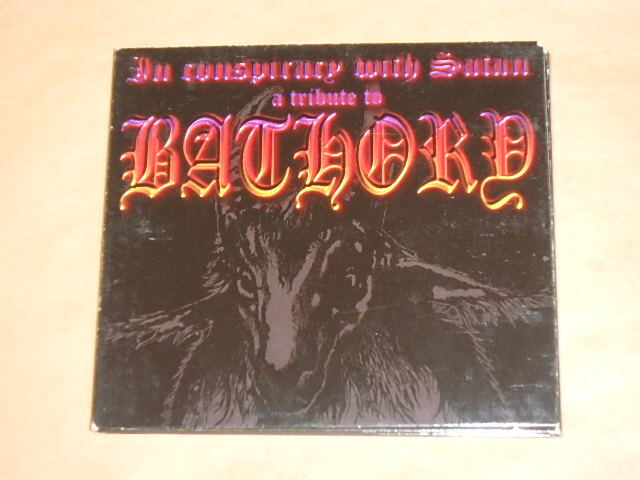 In conspiracy with Satan
a tribute to
BATHORY